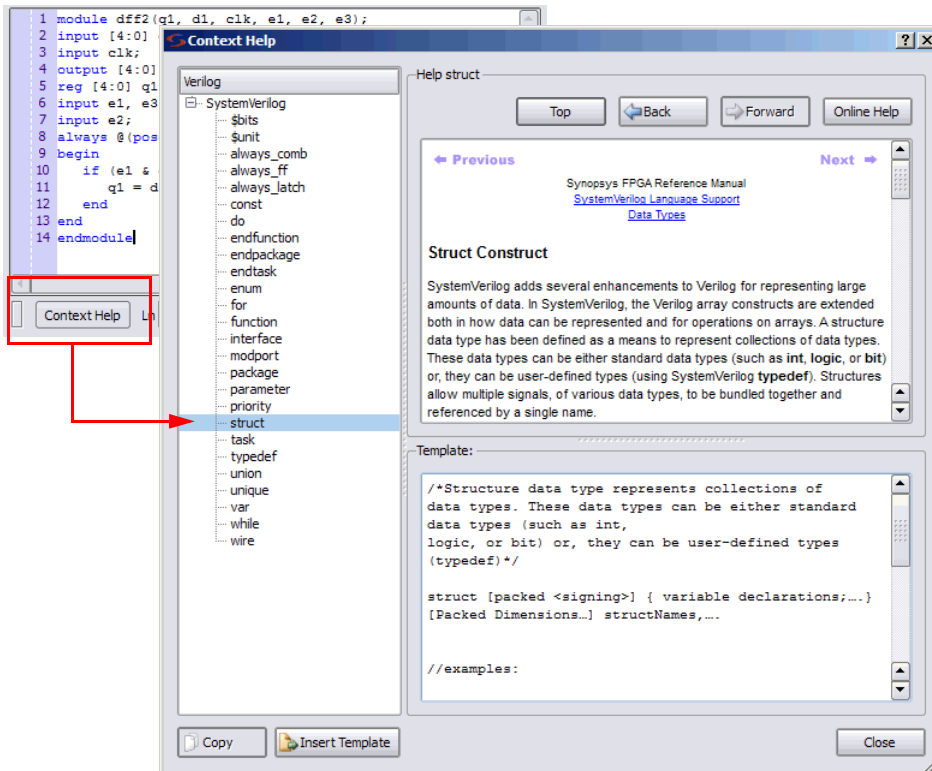 1 module dff2(q1, d1, clk, e1, e2, e3);
2 input [4:0]
3 input clk;
4 output [4:0]
5 reg [4:0] q1
6 input e1, e3
7 input e2;
8 always @(pos
9 begin
10 if (e1 &
11 q1 = d
12 end
13 end
14 endmodule
Context Help
Ln
Context Help
?
Verilog
SystemVerilog
$bits
$unit
always_comb
always_ff
always_latch
const
do
endfunction
endpackage
endtask
enum
for
function
interface
modport
package
parameter
priority
struct
task
typedef
union
unique
var
while
wire
Help struct
Top
Back
Forward
Online Help
Previous
Next
Synopsys FPGA Reference Manual
SystemVerilog Language Support
Data Types
Struct Construct
SystemVerilog adds several enhancements to Verilog for representing large
amounts of data. In SystemVerilog, the Verilog array constructs are extended
both in how data can be represented and for operations on arrays. A structure
data type has been defined as a means to represent collections of data types.
These data types can be either standard data types (such as int, logic, or bit)
or, they can be user-defined types (using SystemVerilog typedef). Structures
allow multiple signals, of various data types, to be bundled together and
referenced by a single name.
Template:
/*Structure data type represents collections of
data types. These data types can be either standard
data types (such as int,
logic, or bit) or, they can be user-defined types
(typedef)*/
struct [packed <signing>] { variable declarations;….}
[Packed Dimensions…] structNames,….
//examples:
Copy
Insert Template
Close